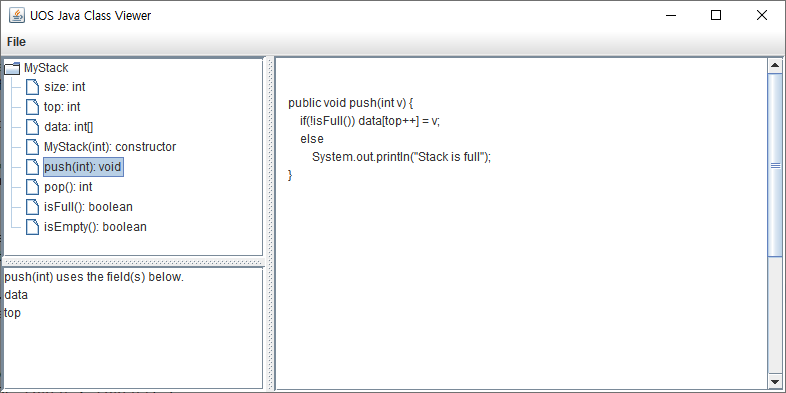 UOS Java Class Viewer
File
MyStack
size: int
top: int
data: int[]
MyStack(int): constructor
push(int): void
pop(): int
isFull(): boolean
isEmpty(): boolean
push(int) uses the field(s) below.
data
top
public void push(int v) {
if(!isFull()) data[top++] = v;
else
System.out.println("Stack is full");
}